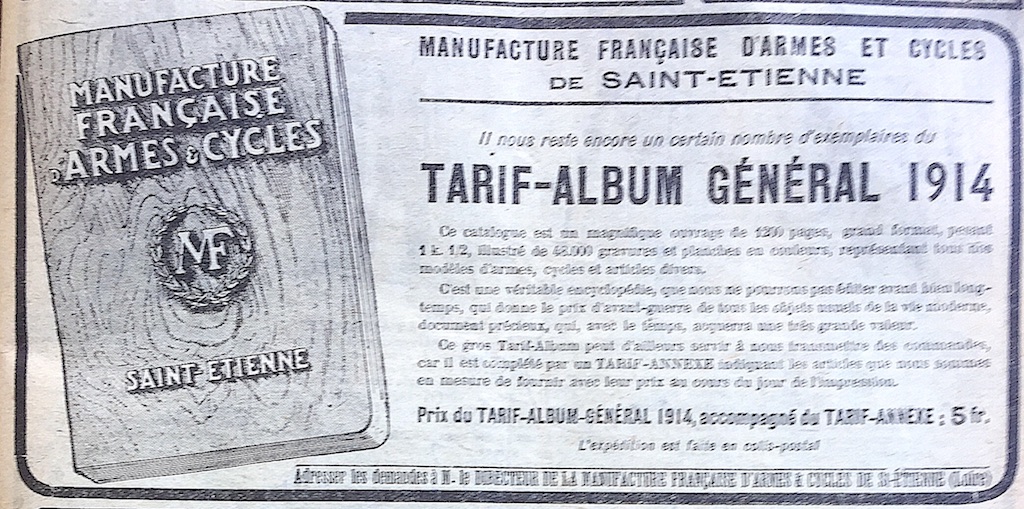 MANUFACTURE
FRANÇAISE
D'ARMES & CYCLES
MF
SAINT-ETIENNE
MANUFACTURE FRANÇAISE D'ARMES ET CYCLES
DE SAINT-ETIENNE
Il nous reste encore un certain nombre d'exemplaires du
TARIF-ALBUM GÉNÉRAL 1914
Ce catalogue est un magnifique ouvrage de 1200 pages, grand format, pesant
1 k. 1/2, illustré de 45.000 gravures et planches en couleurs, représentant tous nos
modèles d'armes, cycles et articles divers.
C'est une véritable encyclopédie, que nous ne pourrons pas éditer avant bien long-
temps, qui donne le prix d'avant-guerre de tous les objets usuels de la vie moderne,
document précieux, qui, avec le temps, acquerra une très grande valeur.
Ce gros Tarif-Album peut d'ailleurs servir à nous transmettre des commandes,
car il est complété par un TARIF-ANNEXE indiquant les articles que nous sommes
en mesure de fournir avec leur prix au cours du jour de l'impression.
Prix du TARIF-ALBUM-GÉNÉRAL 1914, accompagné du TARIF-ANNEXE : 5 fr.
L'expédition est faite en colis-postal
Adresser les demandes à M. le DIRECTEUR DE LA MANUFACTURE FRANÇAISE D'ARMES & CYCLES DE St-ÉTIENNE (Loire)